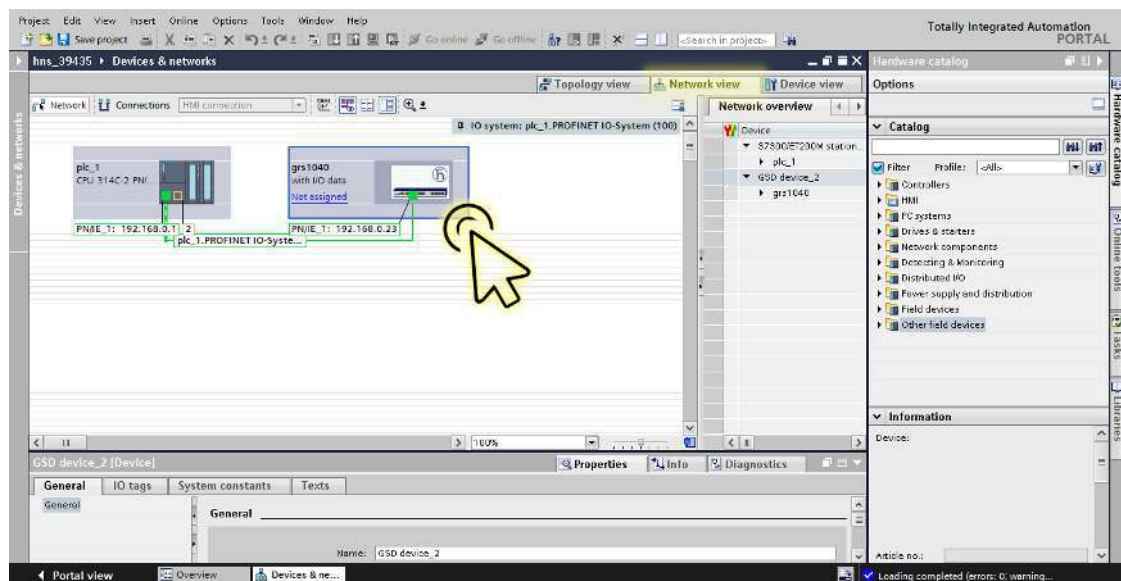 Project Edit View Insert Online Options Tools Window Help
Totally Integrated Automation
PORTAL
Save project
Go online
Go offline
<Search in project>
hns_39435 ▸ Devices & networks
Hardware catalog
Topology view
Network view
Device view
Options
Network
Connections
HMI connection
Network overview
IO system: plc_1.PROFINET IO-System (100)
Device
Catalog
S7300/ET200M station...
plc_1
GSD device_2
grs1040
Filter
Profile:
<All>
plc_1
CPU 314C-2 PN/...
grs1040
with I/O data
Not assigned
PN/IE_1: 192.168.0.1
2
PN/IE_1: 192.168.0.23
plc_1.PROFINET IO-Syste...
Controllers
HMI
PC systems
Drives & starters
Network components
Detecting & Monitoring
Distributed I/O
Power supply and distribution
Field devices
Other field devices
Devices & networks
Hardware catalog
Online tools
Tasks
Libraries
100%
Information
Device:
Article no.:
GSD device_2 [Device]
Properties
Info
Diagnostics
General
IO tags
System constants
Texts
General
General
Name:
GSD device_2
Portal view
Overview
Devices & ne...
Loading completed (errors: 0; warning...